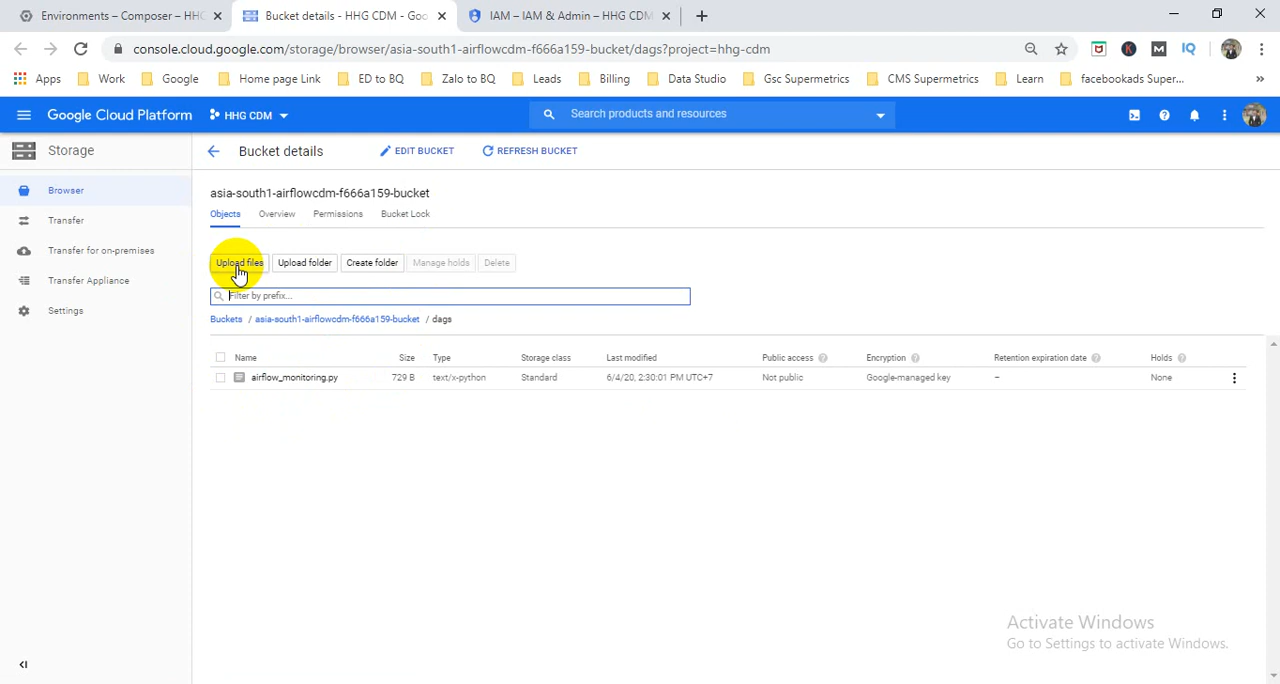 Environments – Composer – HHG
Bucket details - HHG CDM - Goo
IAM – IAM & Admin – HHG CDM
console.cloud.google.com/storage/browser/asia-south1-airflowcdm-f666a159-bucket/dags?project=hhg-cdm
Apps Work Google Home page Link ED to BQ Zalo to BQ Leads Billing Data Studio Gsc Supermetrics CMS Supermetrics Learn facebookads Super... »
Google Cloud Platform HHG CDM Search products and resources
Storage
Bucket details EDIT BUCKET REFRESH BUCKET
Browser
Transfer
Transfer for on-premises
Transfer Appliance
Settings
asia-south1-airflowcdm-f666a159-bucket
Objects Overview Permissions Bucket Lock
Upload files Upload folder Create folder Manage holds Delete
Filter by prefix...
Buckets / asia-south1-airflowcdm-f666a159-bucket / dags
Name Size Type Storage class Last modified Public access Encryption Retention expiration date Holds
airflow_monitoring.py 729 B text/x-python Standard 6/4/20, 2:30:01 PM UTC+7 Not public Google-managed key – None
Activate Windows
Go to Settings to activate Windows.